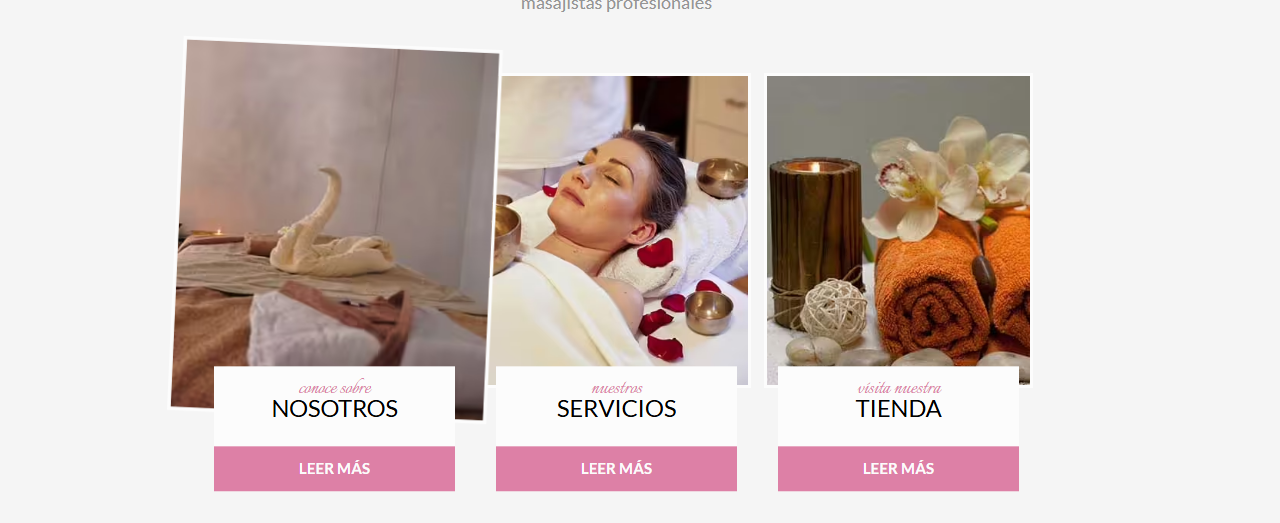 masajistas profesionales
conoce sobre
NOSOTROS
LEER MÁS
nuestros
SERVICIOS
LEER MÁS
visita nuestra
TIENDA
LEER MÁS